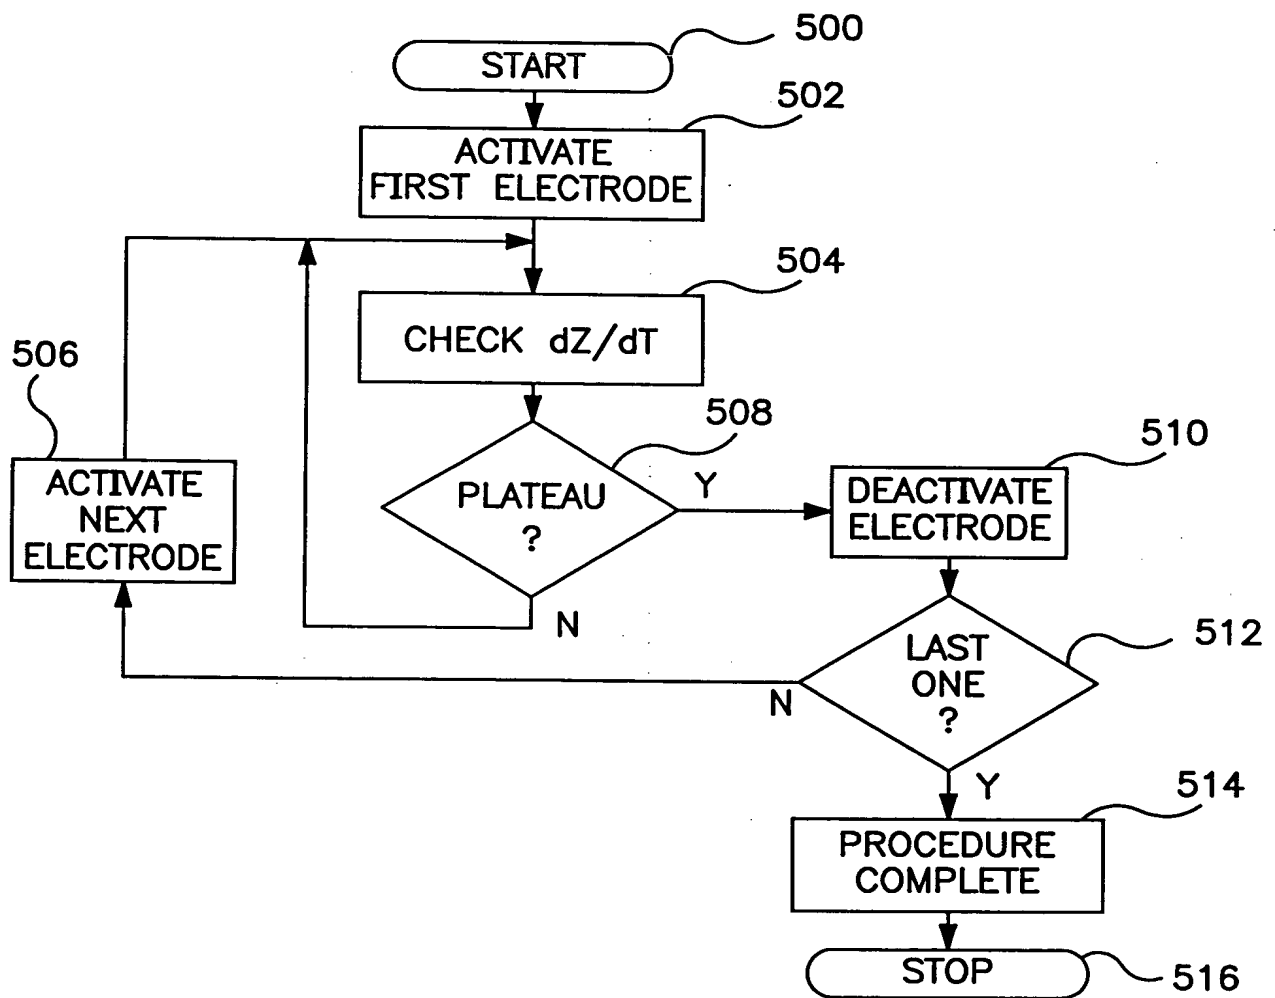 500
START
502
ACTIVATE
FIRST ELECTRODE
504
CHECK dZ/dT
506
ACTIVATE
NEXT
ELECTRODE
508
PLATEAU
?
Y
N
510
DEACTIVATE
ELECTRODE
512
LAST
ONE
?
N
Y
514
PROCEDURE
COMPLETE
STOP
516